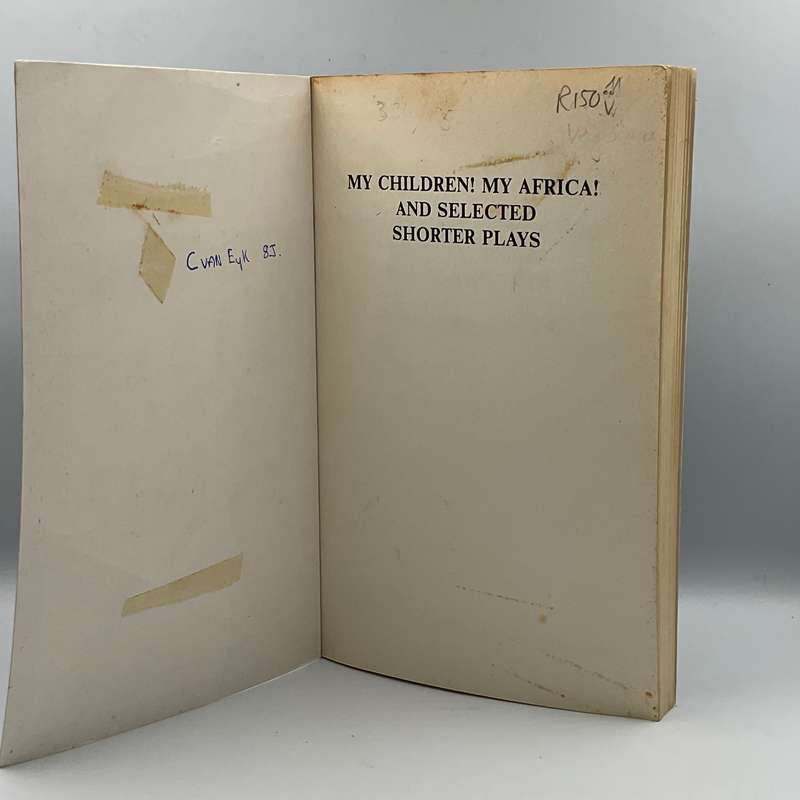 C VAN EyK 8J.
R150
MY CHILDREN! MY AFRICA!
AND SELECTED
SHORTER PLAYS